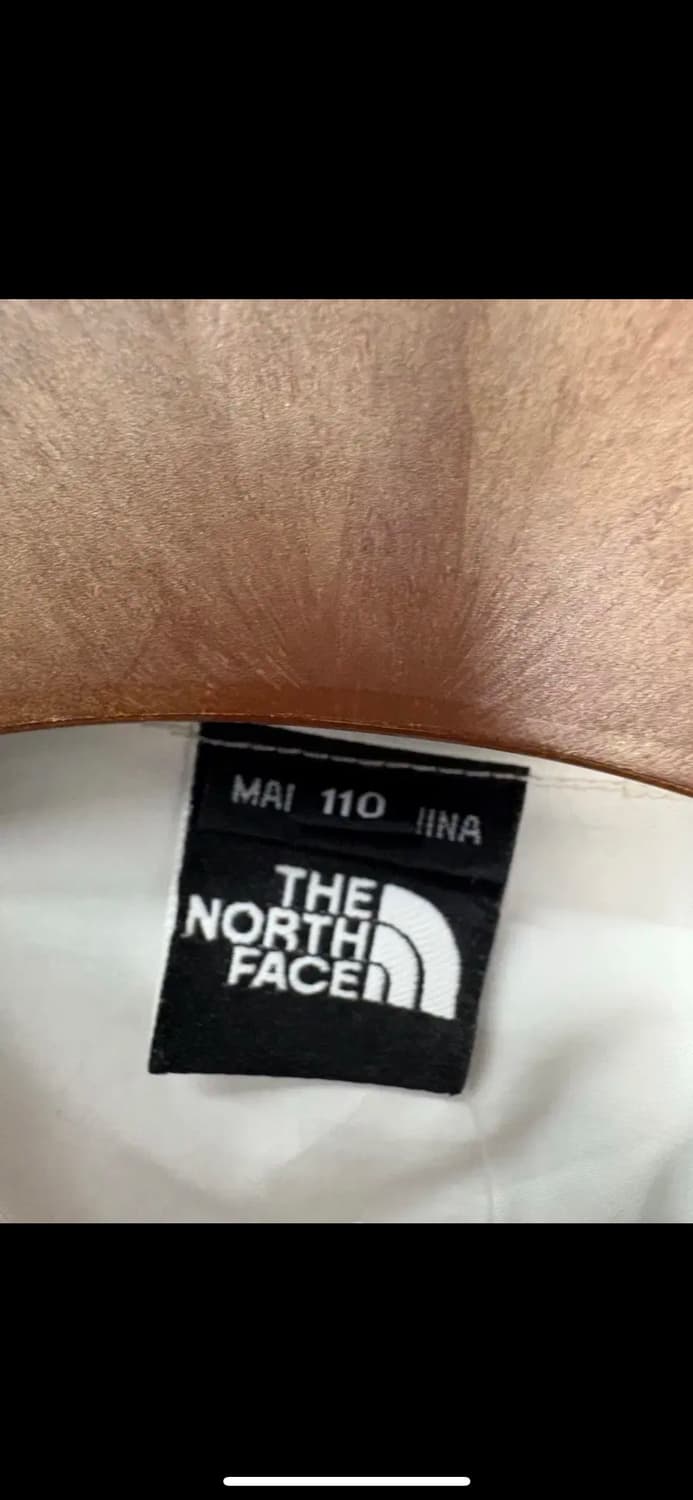 MAI 110 IINA
THE
NORTH
FACE